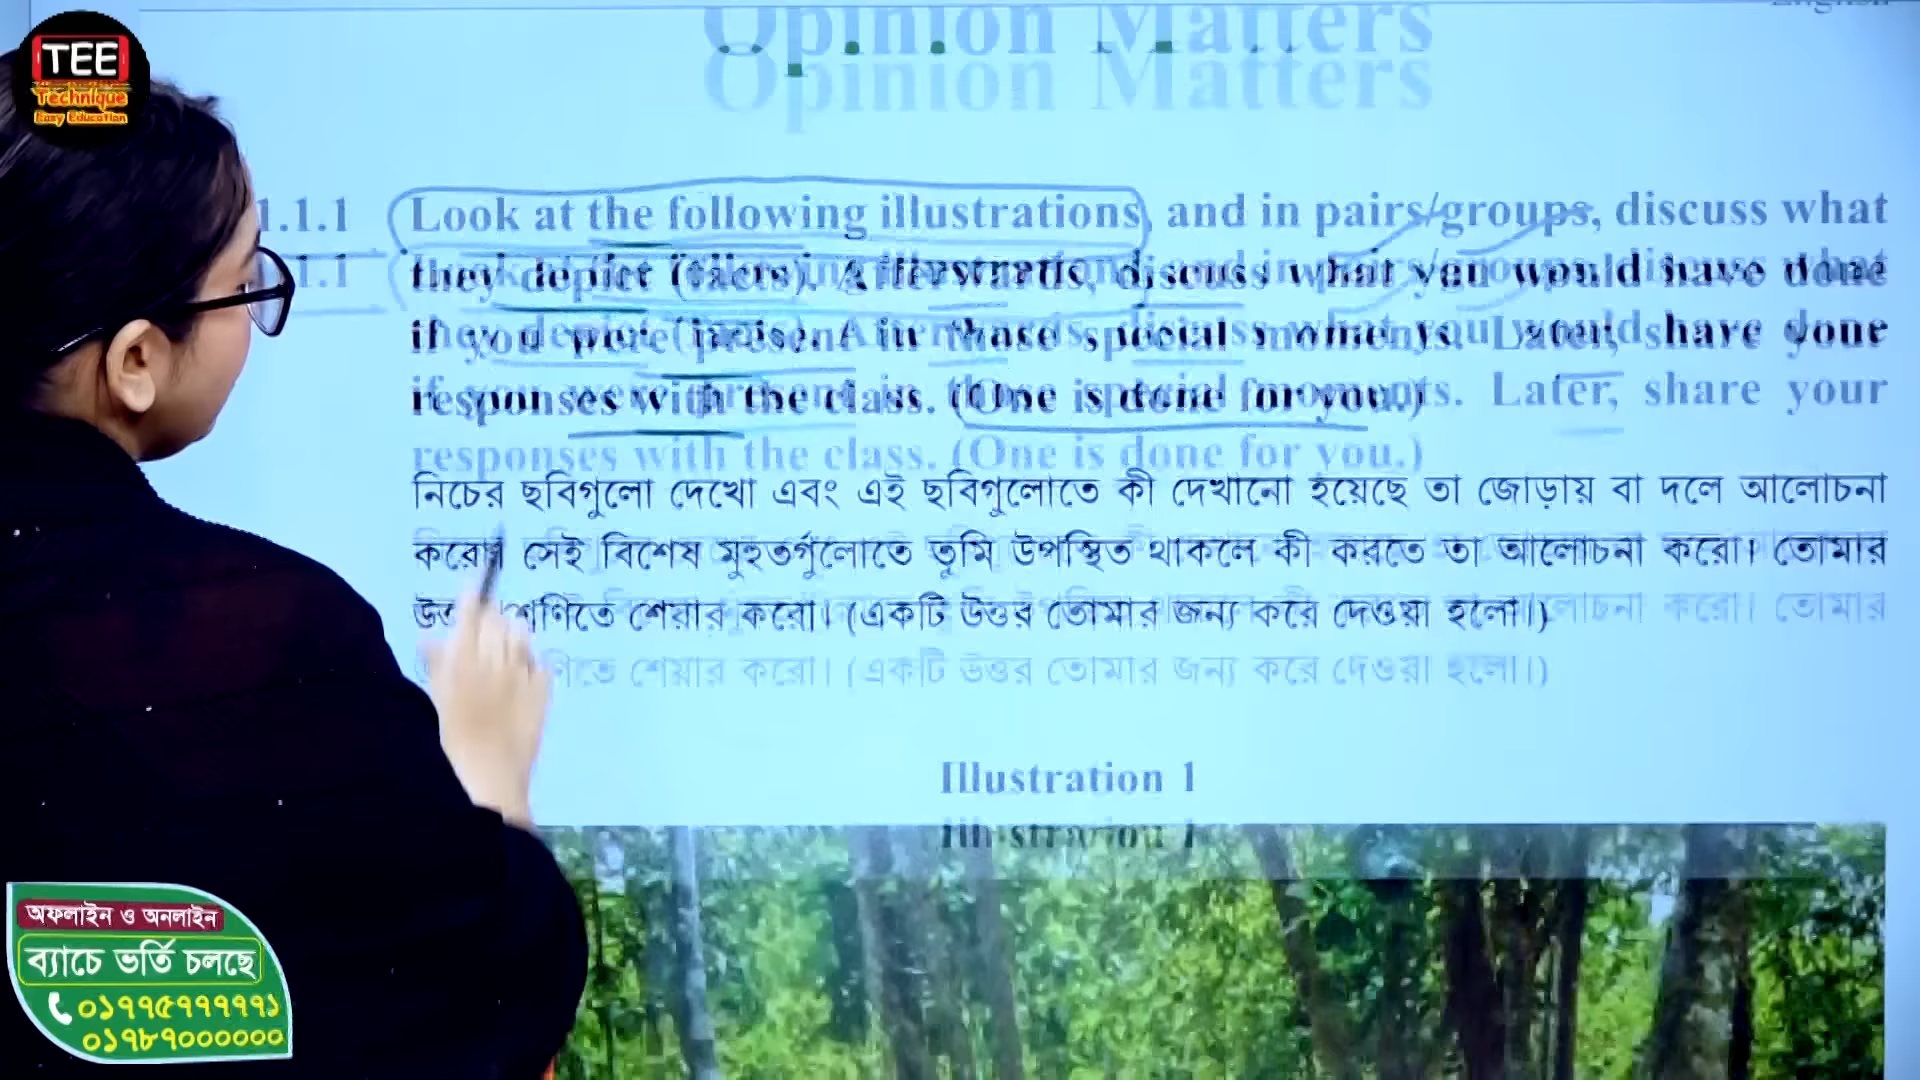 TEE
Technique
Easy Education
English
Opinion Matters
1.1.1 Look at the following illustrations, and in pairs/groups, discuss what
they depict (facts). Afterwards, discuss what you would have done
if you were present in those special moments. Later, share your
responses with the class. (One is done for you.)
নিচের ছবিগুলো দেখো এবং এই ছবিগুলোতে কী দেখানো হয়েছে তা জোড়ায় বা দলে আলোচনা
করো। সেই বিশেষ মুহুতর্গুলোতে তুমি উপস্থিত থাকলে কী করতে তা আলোচনা করো। তোমার
শ্রেণিতে শেয়ার করো। (একটি উত্তর তোমার জন্য করে দেওয়া হলো।)
Illustration 1
অফলাইন ও অনলাইন
ব্যাচে ভর্তি চলছে
০১৭৭৫৭৭৭৭৭১
০১৭৮৭০০০০০০